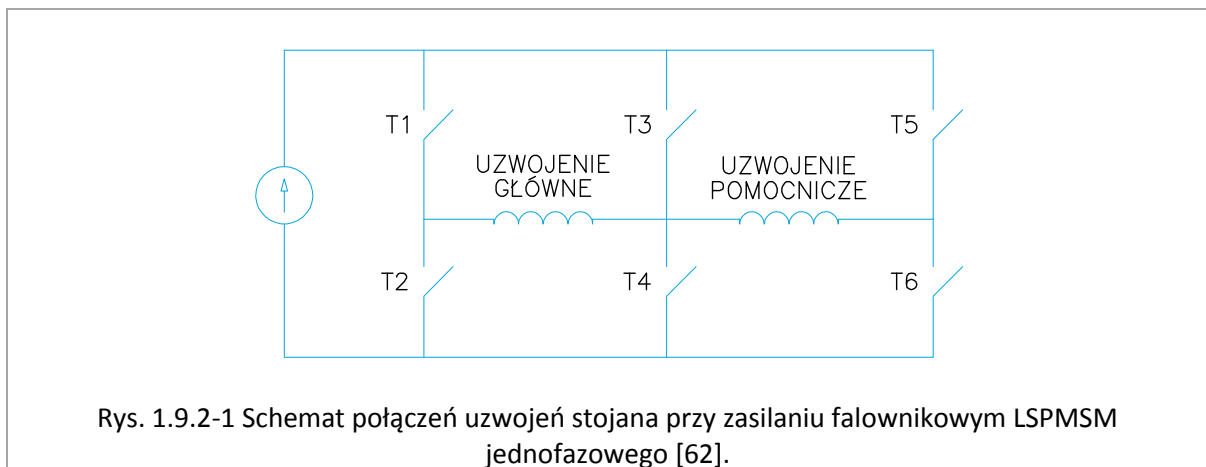 T1
T3
T5
UZWOJENIE
GŁÓWNE
UZWOJENIE
POMOCNICZE
T2
T4
T6
Rys. 1.9.2-1 Schemat połączeń uzwojeń stojana przy zasilaniu falownikowym LSPMSM
jednofazowego [62].